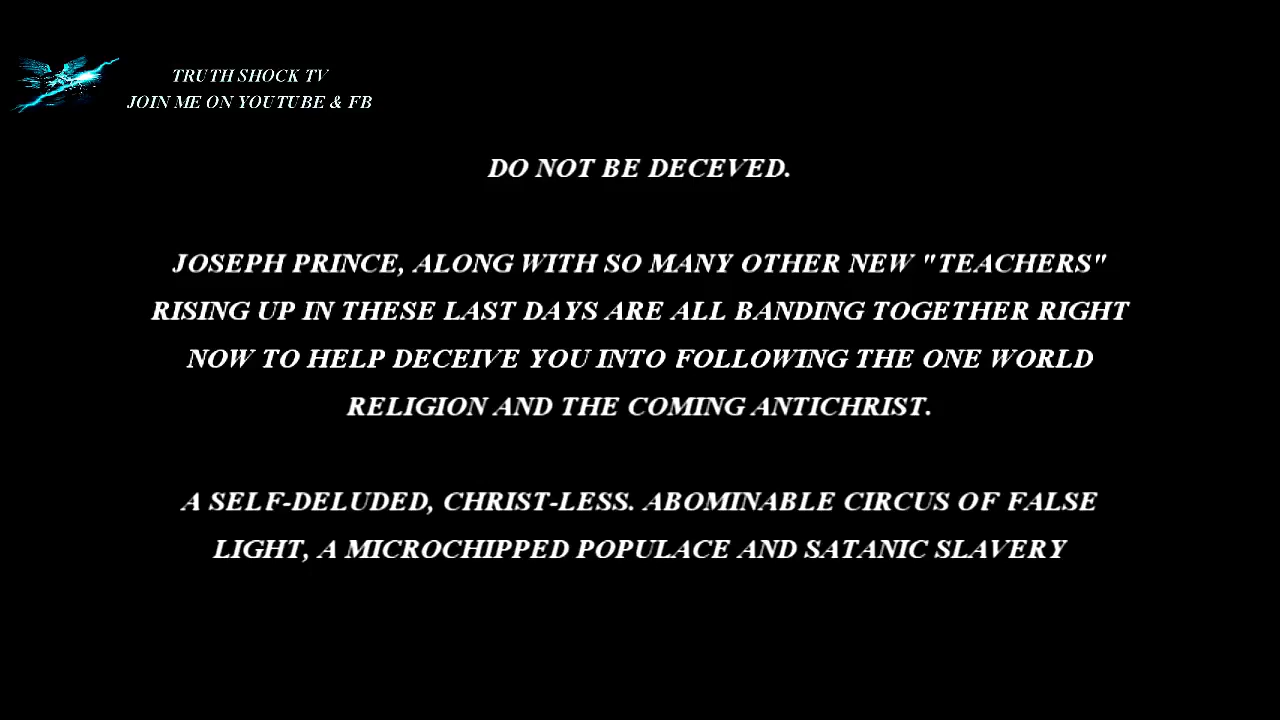 TRUTH SHOCK TV
JOIN ME ON YOUTUBE & FB
DO NOT BE DECEVED.
JOSEPH PRINCE, ALONG WITH SO MANY OTHER NEW "TEACHERS"
RISING UP IN THESE LAST DAYS ARE ALL BANDING TOGETHER RIGHT
NOW TO HELP DECEIVE YOU INTO FOLLOWING THE ONE WORLD
RELIGION AND THE COMING ANTICHRIST.
A SELF-DELUDED, CHRIST-LESS. ABOMINABLE CIRCUS OF FALSE
LIGHT, A MICROCHIPPED POPULACE AND SATANIC SLAVERY